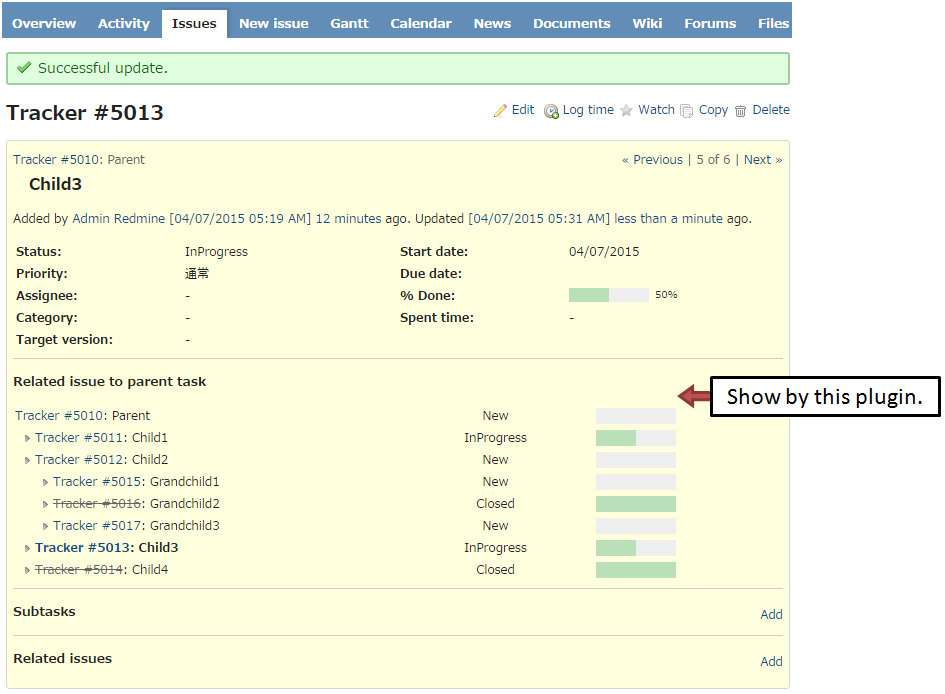 Overview Activity Issues New issue Gantt Calendar News Documents Wiki Forums Files
Successful update.
Tracker #5013 Edit Log time Watch Copy Delete
Tracker #5010: Parent « Previous | 5 of 6 | Next »
Child3
Added by Admin Redmine [04/07/2015 05:19 AM] 12 minutes ago. Updated [04/07/2015 05:31 AM] less than a minute ago.
Status: InProgress Start date: 04/07/2015
Priority: 通常 Due date:
Assignee: - % Done: 50%
Category: - Spent time: -
Target version: -
Related issue to parent task
Show by this plugin.
Tracker #5010: Parent New
Tracker #5011: Child1 InProgress
Tracker #5012: Child2 New
Tracker #5015: Grandchild1 New
Tracker #5016: Grandchild2 Closed
Tracker #5017: Grandchild3 New
Tracker #5013: Child3 InProgress
Tracker #5014: Child4 Closed
Subtasks Add
Related issues Add